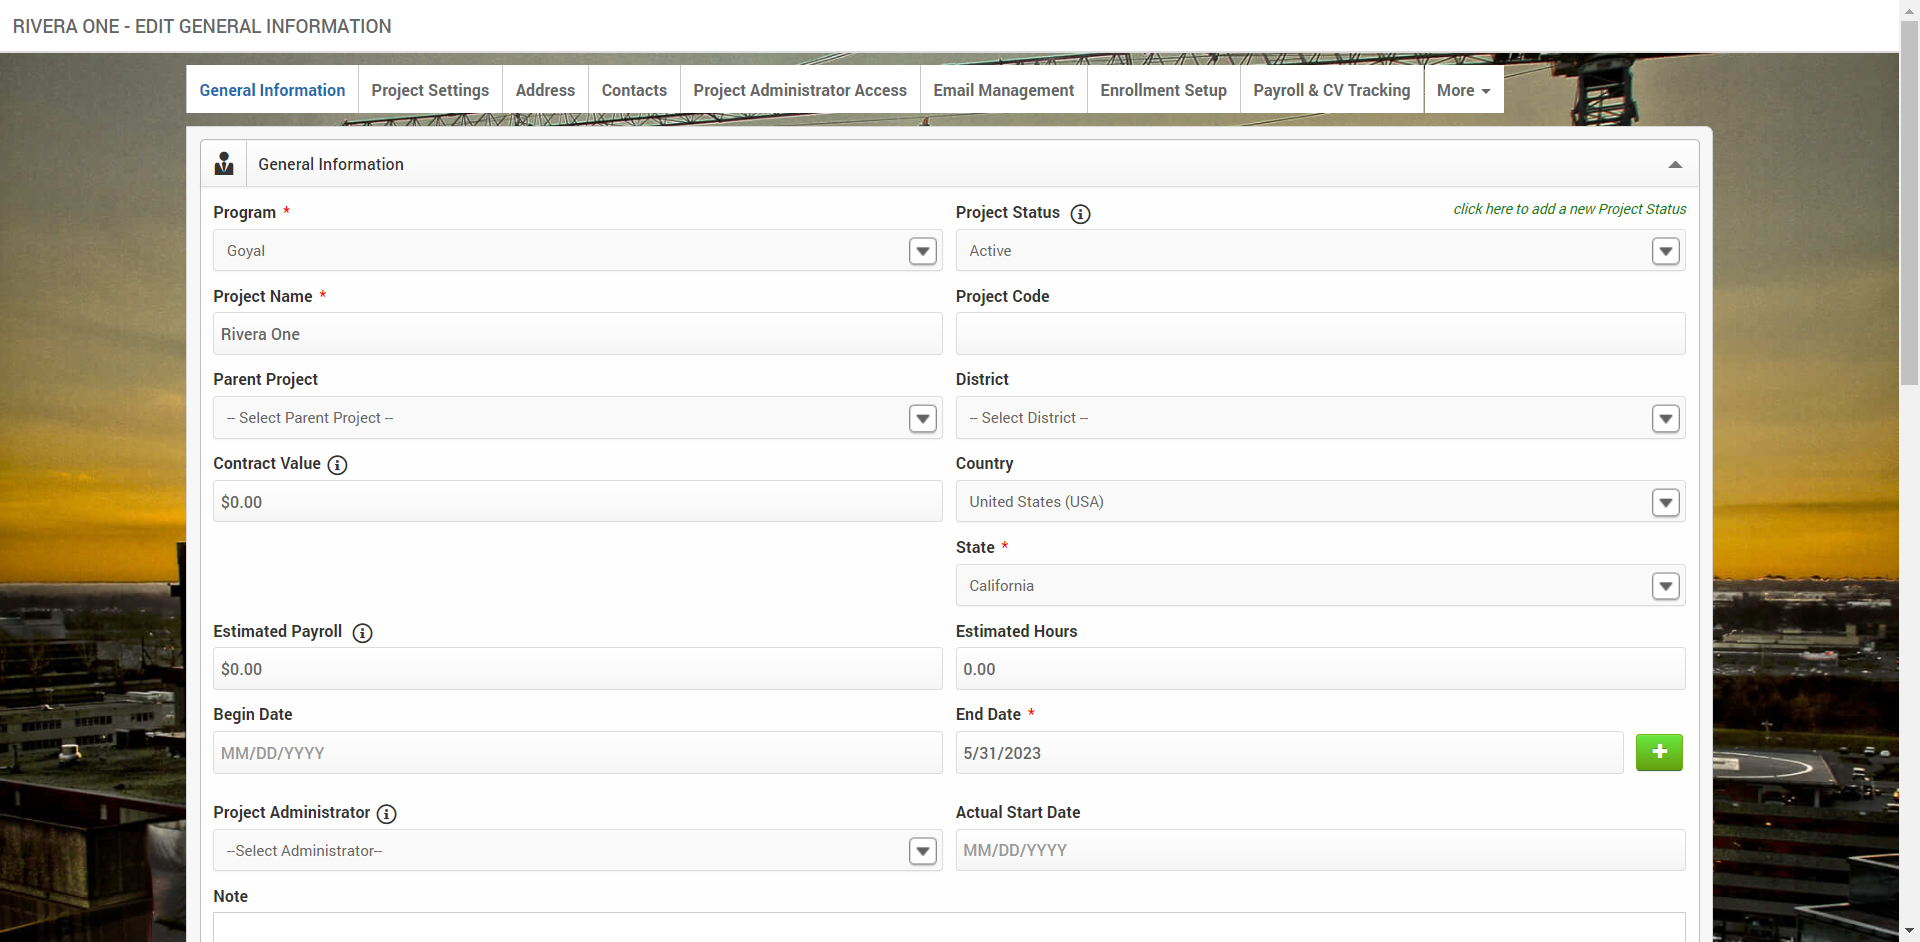 RIVERA ONE - EDIT GENERAL INFORMATION
General Information Project Settings Address Contacts Project Administrator Access Email Management Enrollment Setup Payroll & CV Tracking More
General Information
Program * Project Status click here to add a new Project Status
Goyal Active
Project Name * Project Code
Rivera One
Parent Project District
-- Select Parent Project -- -- Select District --
Contract Value Country
$0.00 United States (USA)
State *
California
Estimated Payroll Estimated Hours
$0.00 0.00
Begin Date End Date *
MM/DD/YYYY 5/31/2023
Project Administrator Actual Start Date
--Select Administrator-- MM/DD/YYYY
Note